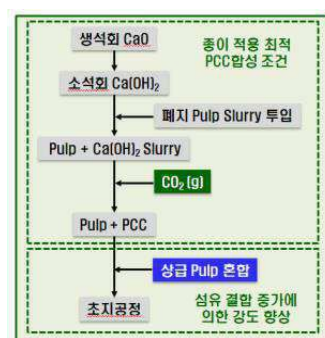 생석회 CaO
종이 적용 최적
PCC합성 조건
소석회 Ca(OH)₂
폐지 Pulp Slurry 투입
Pulp + Ca(OH)₂ Slurry
CO₂ (g)
Pulp + PCC
상급 Pulp 혼합
초지공정
섬유 결합 증가에
의한 강도 향상